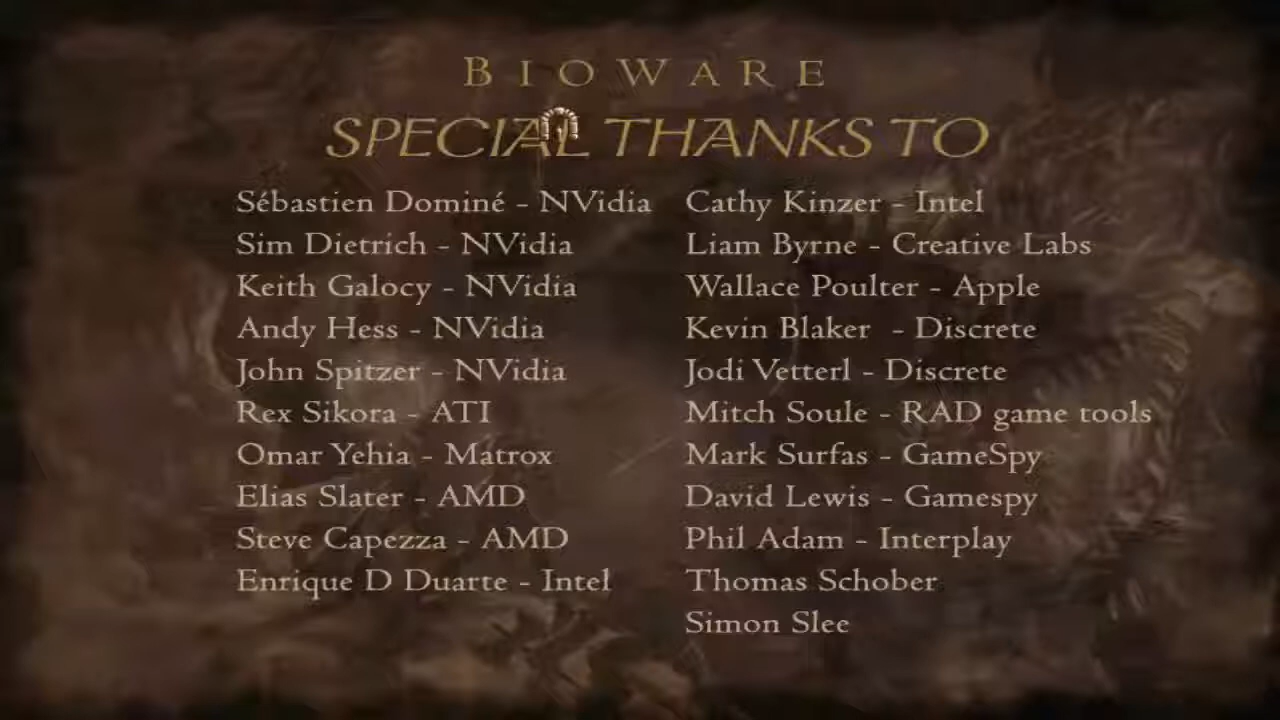 BIOWARE
SPECIAL THANKS TO
Sébastien Dominé - NVidia
Sim Dietrich - NVidia
Keith Galocy - NVidia
Andy Hess - NVidia
John Spitzer - NVidia
Rex Sikora - ATI
Omar Yehia - Matrox
Elias Slater - AMD
Steve Capezza - AMD
Enrique D Duarte - Intel
Cathy Kinzer - Intel
Liam Byrne - Creative Labs
Wallace Poulter - Apple
Kevin Blaker - Discrete
Jodi Vetterl - Discrete
Mitch Soule - RAD game tools
Mark Surfas - GameSpy
David Lewis - Gamespy
Phil Adam - Interplay
Thomas Schober
Simon Slee